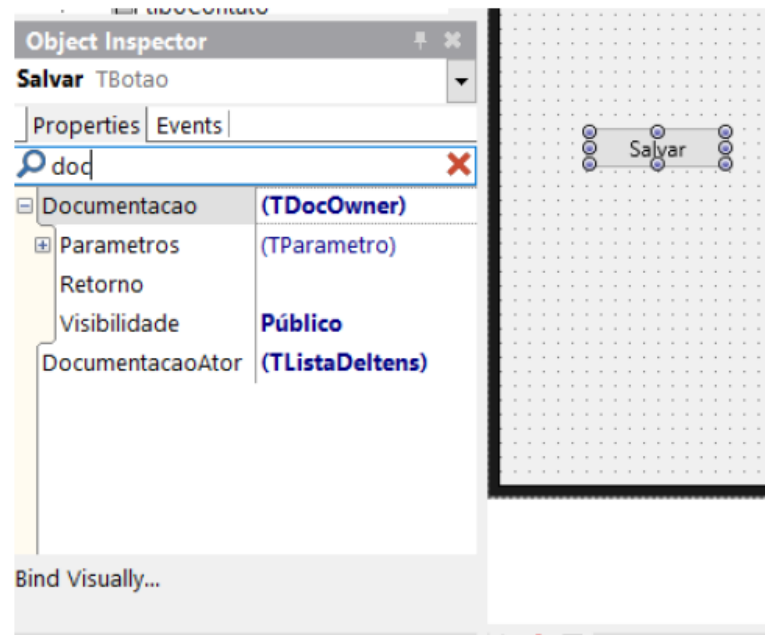 tipoContato
Object Inspector
Salvar TBotao
Properties Events
doc
Documentacao (TDocOwner)
Parametros (TParametro)
Retorno
Visibilidade Público
DocumentacaoAtor (TListaDeItens)
Bind Visually...
Salvar